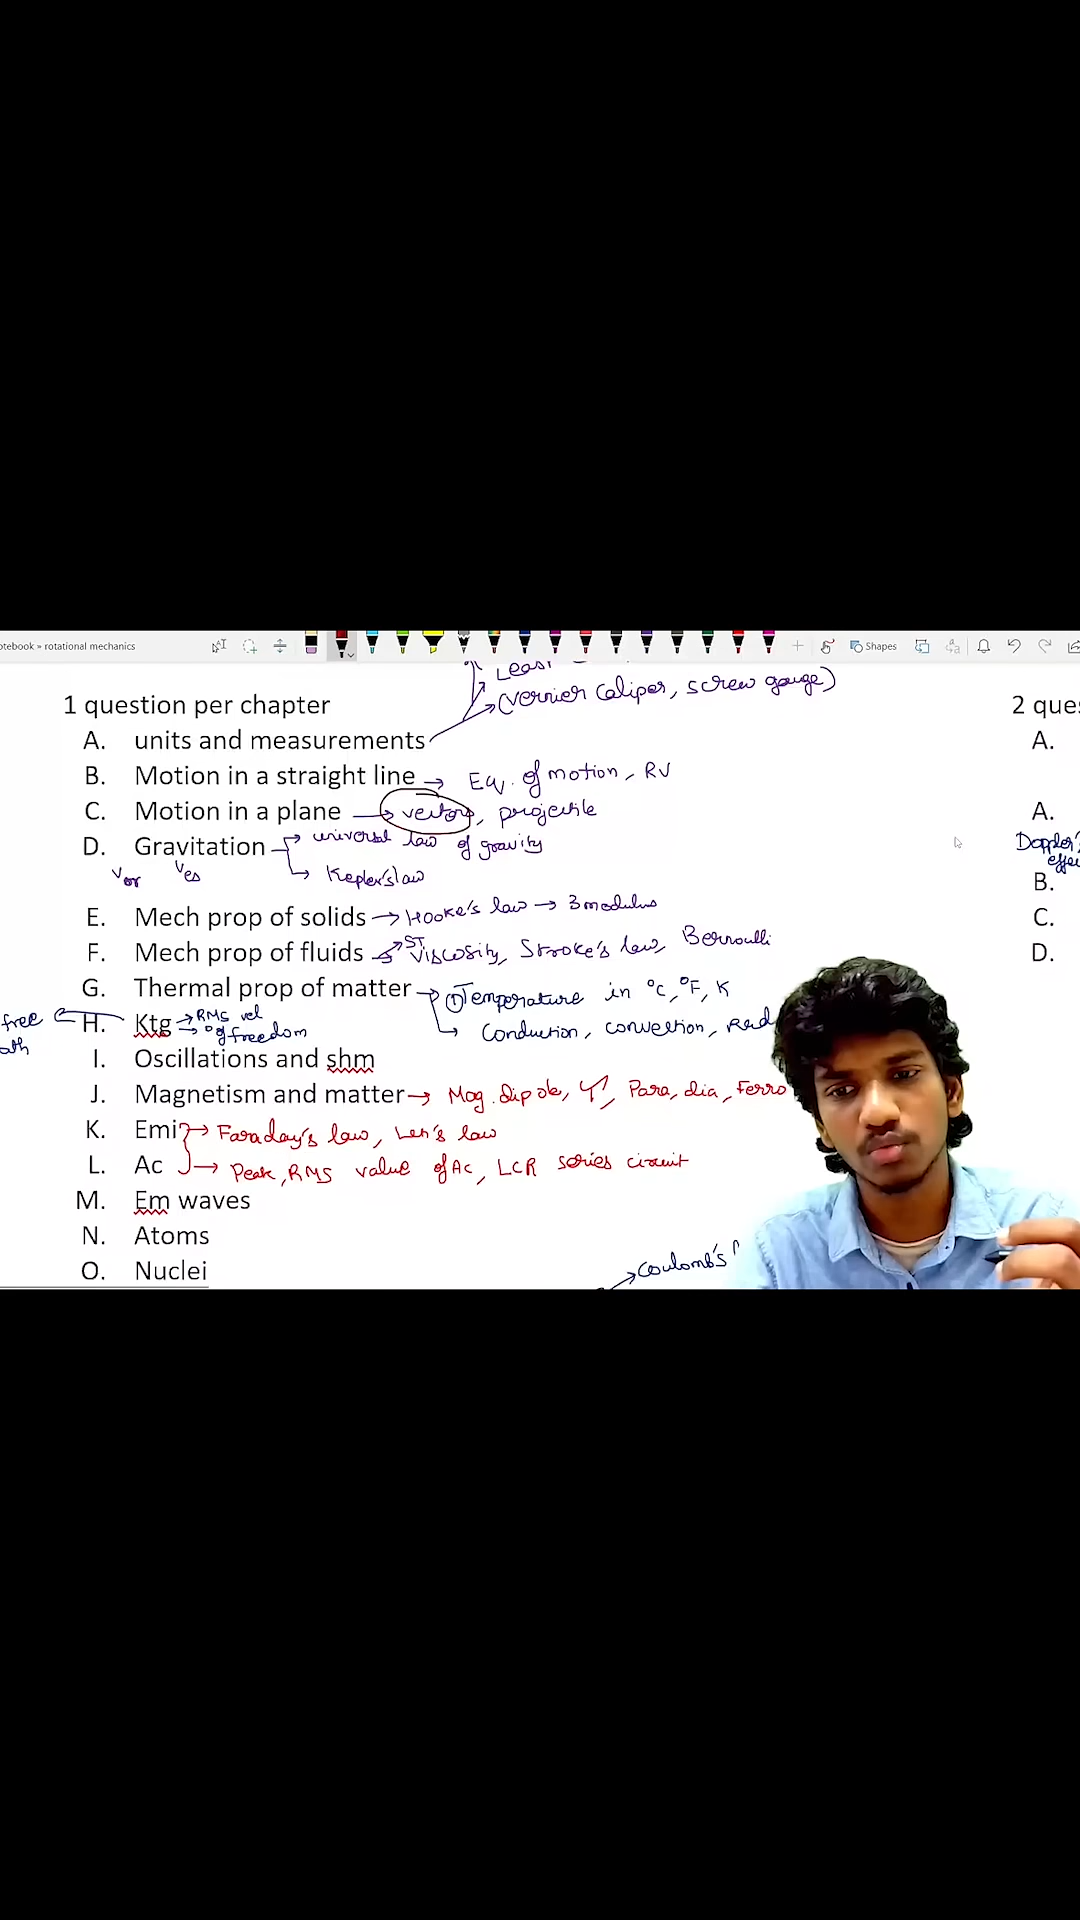 otebook » rotational mechanics
Shapes
Least
(vernier caliper, screw gauge)
1 question per chapter
2 ques
A. units and measurements
A.
B. Motion in a straight line → Eq. of motion, RV
C. Motion in a plane → vectors, projectile
A.
D. Gravitation → universal law of gravity
Doppler's
effec
Vor Ves → Kepler's law
B.
E. Mech prop of solids → Hooke's law → 3 modulus
C.
F. Mech prop of fluids → ST Viscosity, Stroke's law, Bernoulli
D.
G. Thermal prop of matter → ① Temperature in °C, °F, K
→ Conduction, convection, Rad
free
ath
H. Ktg → RMS vel
→ ° of freedom
I. Oscillations and shm
J. Magnetism and matter → Mag. dipole, Para, dia, Ferro
K. Emi → Faraday's law, Len's law
L. Ac → Peak, RMS value of Ac, LCR series circuit
M. Em waves
N. Atoms
→ Coulomb's
O. Nuclei